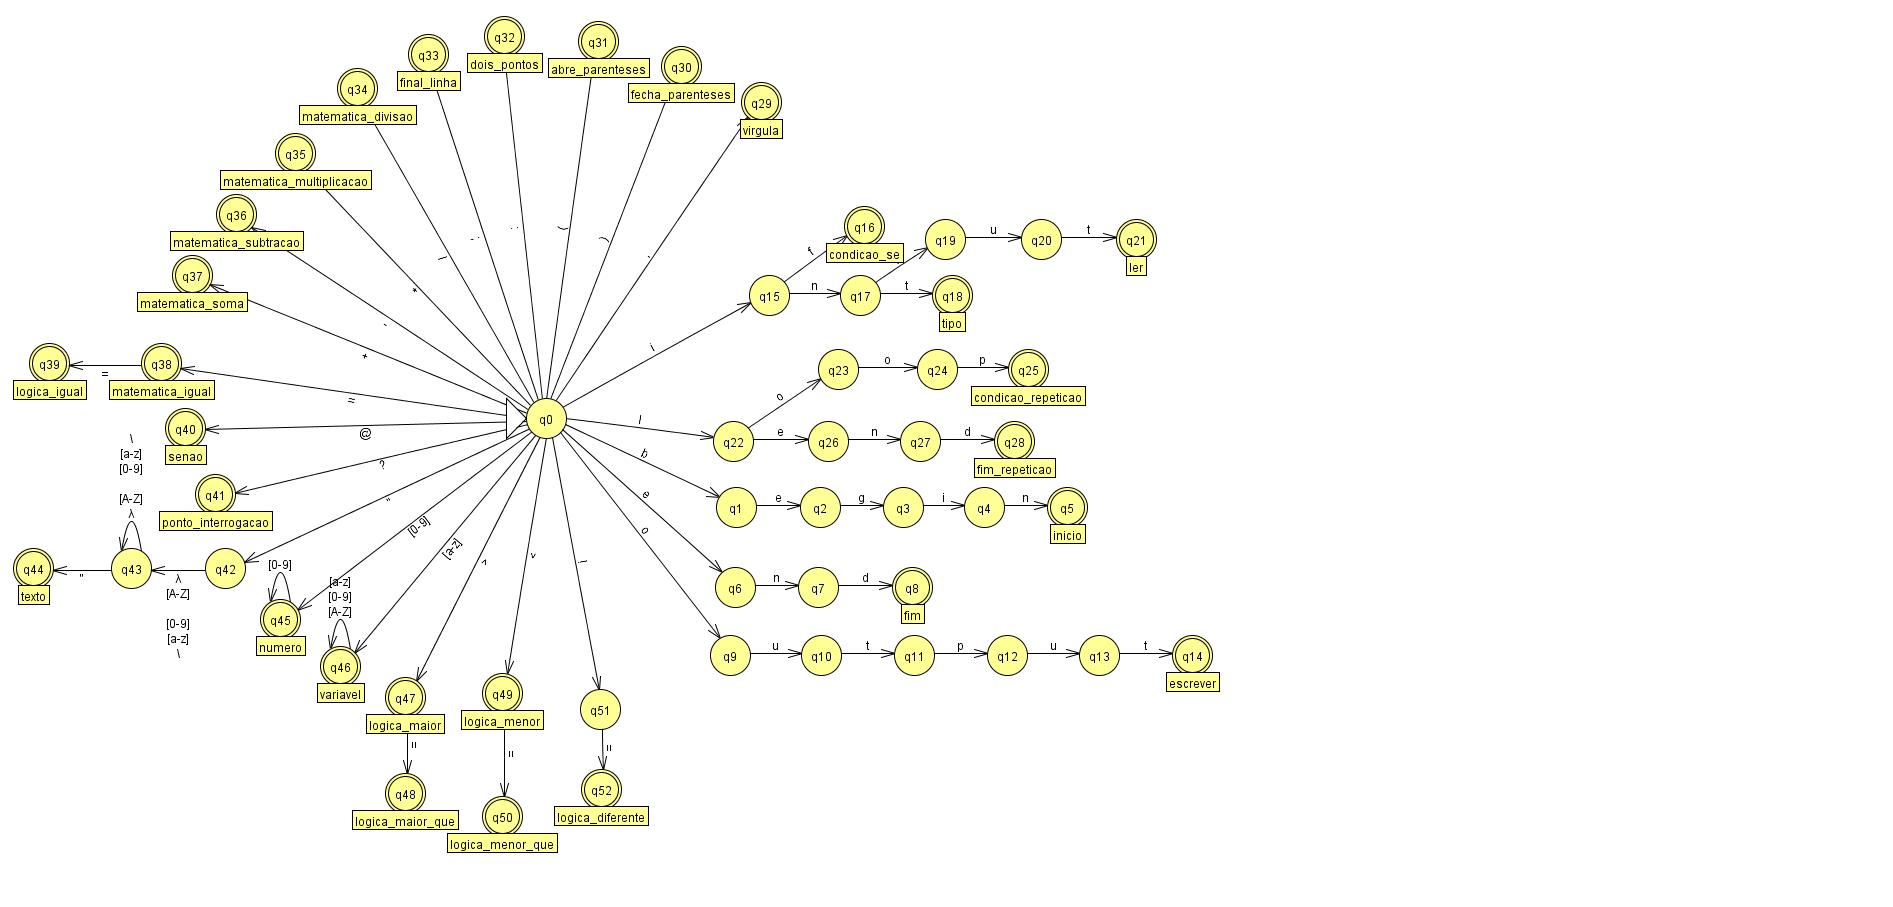 q32
q31
dois_pontos
q33
abre_parenteses
final_linha
q30
fecha_parenteses
q34
matematica_divisao
q29
virgula
q35
matematica_multiplicacao
q36
matematica_subtracao
q37
matematica_soma
/
;
:
(
)
,
*
-
+
q16
condicao_se
f
i
q15
n
q17
q19
u
q20
t
q21
ler
t
q18
tipo
q39
logica_igual
=
q38
matematica_igual
=
q23
o
q24
p
q25
condicao_repeticao
o
q0
l
q22
e
q26
n
q27
d
q28
fim_repeticao
q40
senao
@
q41
ponto_interrogacao
?
b
q1
e
q2
g
q3
i
q4
n
q5
inicio
\
[a-z]
[0-9]
[A-Z]
λ
"
q44
texto
"
q43
λ
[A-Z]
[0-9]
[a-z]
\
q42
[0-9]
[0-9]
q45
numero
[a-z]
[a-z]
[0-9]
[A-Z]
q46
variavel
e
q6
n
q7
d
q8
fim
o
q9
u
q10
t
q11
p
q12
u
q13
t
q14
escrever
>
q47
logica_maior
=
q48
logica_maior_que
<
q49
logica_menor
=
q50
logica_menor_que
!
q51
=
q52
logica_diferente